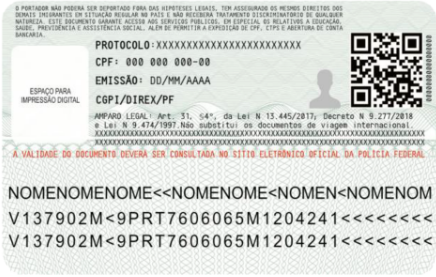 O PORTADOR NÃO PODERÁ SER DEPORTADO FORA DAS HIPÓTESES LEGAIS, TEM ASSEGURADO OS MESMOS DIREITOS DOS
DEMAIS IMIGRANTES EM SITUAÇÃO REGULAR NO PAÍS E NÃO RECEBERÁ TRATAMENTO DISCRIMINATÓRIO DE QUALQUER
NATUREZA. ESTE DOCUMENTO GARANTE ACESSO AOS SERVIÇOS PÚBLICOS, EM ESPECIAL OS RELATIVOS A EDUCAÇÃO,
SAÚDE, PREVIDÊNCIA E ASSISTÊNCIA SOCIAL, ALÉM DE PERMITIR A EXPEDIÇÃO DE CPF, CTPS E ABERTURA DE CONTA
BANCÁRIA.
PROTOCOLO:XXXXXXXXXXXXXXXXXXXXXXXX
CPF: 000 000 000-00
EMISSÃO: DD/MM/AAAA
ESPAÇO PARA
IMPRESSÃO DIGITAL
CGPI/DIREX/PF
AMPARO LEGAL: Art. 31, §4°, da Lei N 13.445/2017; Decreto N 9.277/2018
e Lei N 9.474/1997.Não substitui os documentos de viagem internacional.
A VALIDADE DO DOCUMENTO DEVERÁ SER CONSULTADA NO SÍTIO ELETRÔNICO OFICIAL DA POLÍCIA FEDERAL
NOMENOMENOME<<NOMENOME<NOMEN<NOMENOM
V137902M<9PRT7606065M1204241<<<<<<<<
V137902M<9PRT7606065M1204241<<<<<<<<